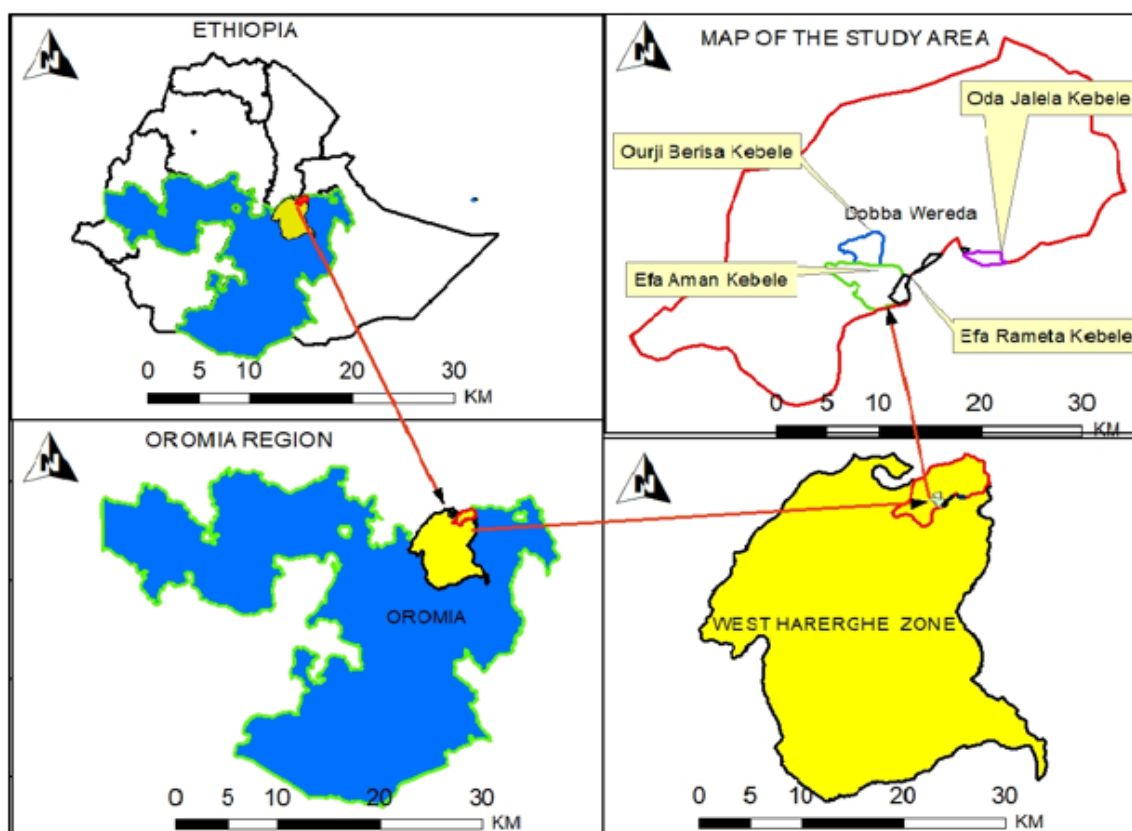 ETHIOPIA
N
0 5 10 20 30
KM
MAP OF THE STUDY AREA
N
Oda Jalela Kebele
Ourji Berisa Kebele
Dobba Wereda
Efa Aman Kebele
Efa Rameta Kebele
0 5 10 20 30
KM
OROMIA REGION
N
OROMIA
0 5 10 20 30
KM
N
WEST HARERGHE ZONE
0 5 10 20 30
KM